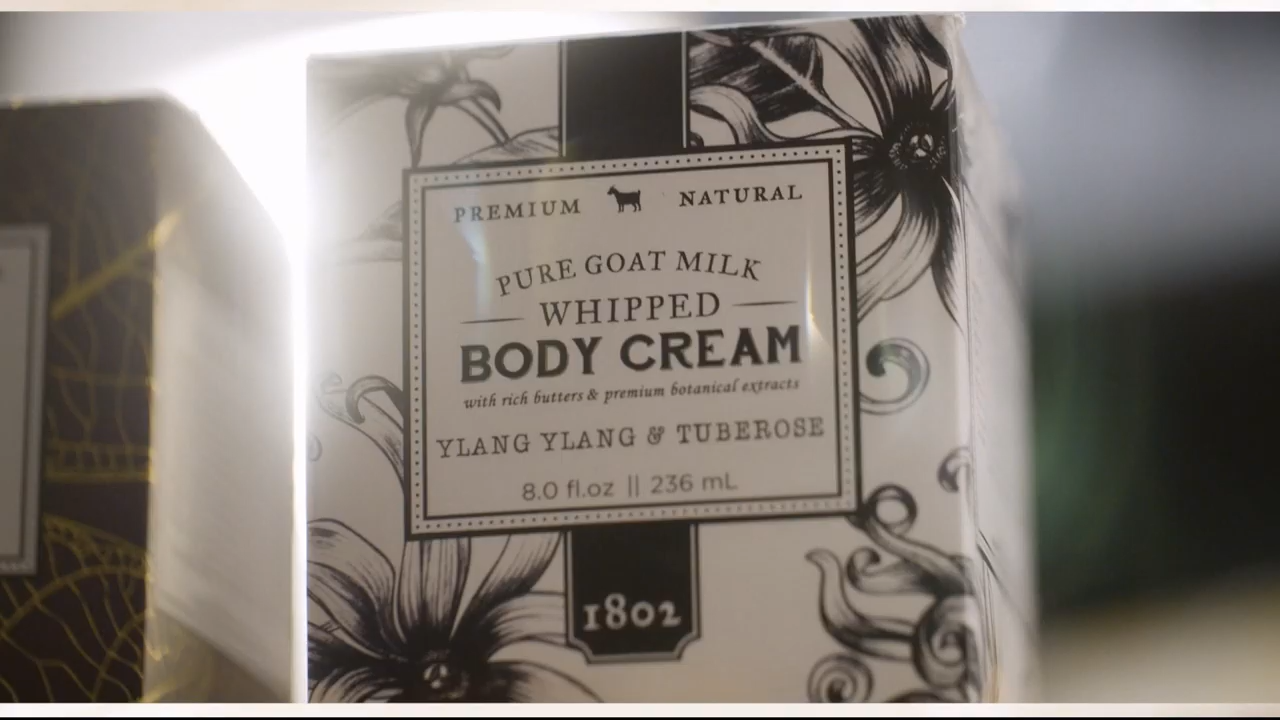 PREMIUM NATURAL
PURE GOAT MILK
WHIPPED
BODY CREAM
with rich butters & premium botanical extracts
YLANG YLANG & TUBEROSE
8.0 fl.oz || 236 mL
1802